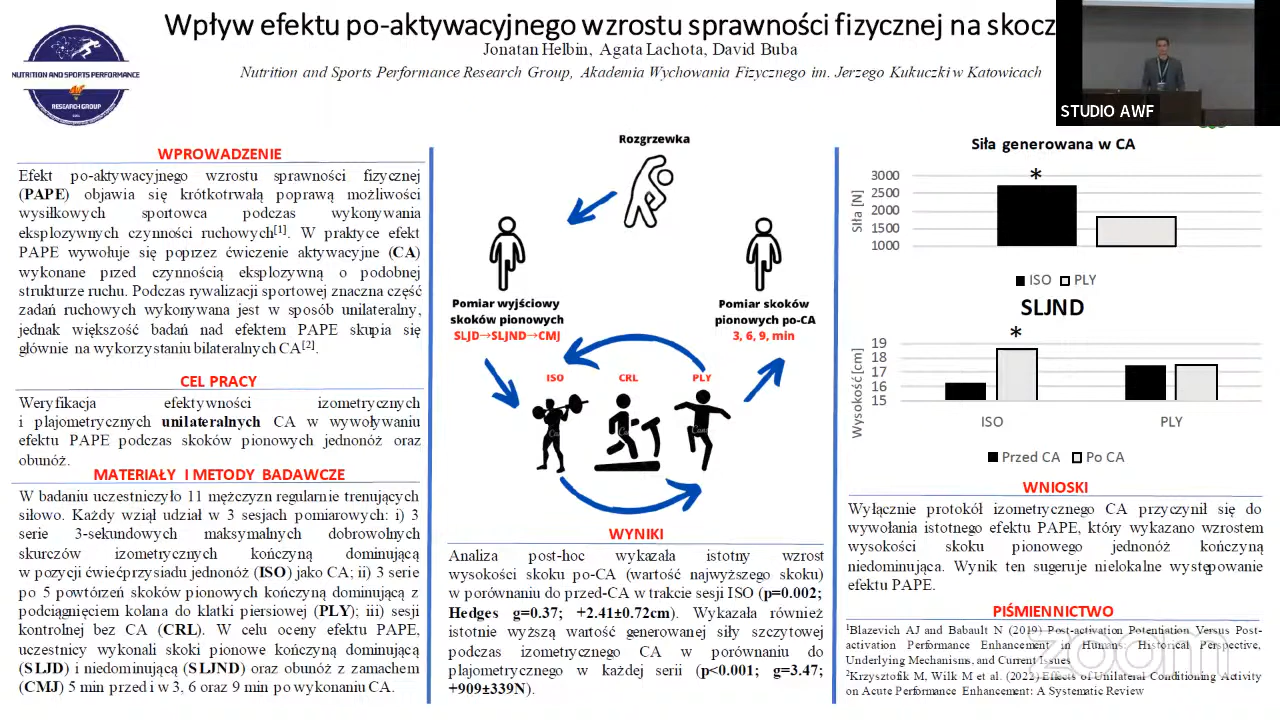 Wpływ efektu po-aktywacyjnego wzrostu sprawności fizycznej na skocz
Jonatan Helbin, Agata Lachota, David Buba
Nutrition and Sports Performance Research Group, Akademia Wychowania Fizycznego im. Jerzego Kukuczki w Katowicach
NUTRITION AND SPORTS PERFORMANCE
AWF
RESEARCH GROUP
STUDIO AWF
WPROWADZENIE
Efekt po-aktywacyjnego wzrostu sprawności fizycznej
(PAPE) objawia się krótkotrwałą poprawą możliwości
wysiłkowych sportowca podczas wykonywania
eksplozywnych czynności ruchowych[1]. W praktyce efekt
PAPE wywołuje się poprzez ćwiczenie aktywacyjne (CA)
wykonane przed czynnością eksplozywną o podobnej
strukturze ruchu. Podczas rywalizacji sportowej znaczna część
zadań ruchowych wykonywana jest w sposób unilateralny,
jednak większość badań nad efektem PAPE skupia się
głównie na wykorzystaniu bilateralnych CA[2].
CEL PRACY
Weryfikacja efektywności izometrycznych
i plajometrycznych unilateralnych CA w wywoływaniu
efektu PAPE podczas skoków pionowych jednonóż oraz
obunóż.
MATERIAŁY I METODY BADAWCZE
W badaniu uczestniczyło 11 mężczyzn regularnie trenujących
siłowo. Każdy wziął udział w 3 sesjach pomiarowych: i) 3
serie 3-sekundowych maksymalnych dobrowolnych
skurczów izometrycznych kończyną dominującą
w pozycji ćwierćprzysiadu jednonóż (ISO) jako CA; ii) 3 serie
po 5 powtórzeń skoków pionowych kończyną dominującą z
podciągnięciem kolana do klatki piersiowej (PLY); iii) sesji
kontrolnej bez CA (CRL). W celu oceny efektu PAPE,
uczestnicy wykonali skoki pionowe kończyną dominującą
(SLJD) i niedominującą (SLJND) oraz obunóż z zamachem
(CMJ) 5 min przed i w 3, 6 oraz 9 min po wykonaniu CA.
Rozgrzewka
Pomiar wyjściowy
skoków pionowych
SLJD→SLJND→CMJ
Pomiar skoków
pionowych po-CA
3, 6, 9, min
ISO CRL PLY
WYNIKI
Analiza post-hoc wykazała istotny wzrost
wysokości skoku po-CA (wartość najwyższego skoku)
w porównaniu do przed-CA w trakcie sesji ISO (p=0.002;
Hedges g=0.37; +2.41±0.72cm). Wykazała również
istotnie wyższą wartość generowanej siły szczytowej
podczas izometrycznego CA w porównaniu do
plajometrycznego w każdej serii (p<0.001; g=3.47;
+909±339N).
Siła generowana w CA
Siła [N]
3000
2500
2000
1500
1000
*
ISO PLY
SLJND
Wysokość [cm]
19
18
17
16
15
*
ISO PLY
Przed CA Po CA
WNIOSKI
Wyłącznie protokół izometrycznego CA przyczynił się do
wywołania istotnego efektu PAPE, który wykazano wzrostem
wysokości skoku pionowego jednonóż kończyną
niedominująca. Wynik ten sugeruje nielokalne występowanie
efektu PAPE.
PIŚMIENNICTWO
1Blazevich AJ and Babault N (2019) Post-activation Potentiation Versus Post-
activation Performance Enhancement in Humans: Historical Perspective,
Underlying Mechanisms, and Current Issues
2Krzysztofik M, Wilk M et al. (2022) Effects of Unilateral Conditioning Activity
on Acute Performance Enhancement: A Systematic Review
zoom